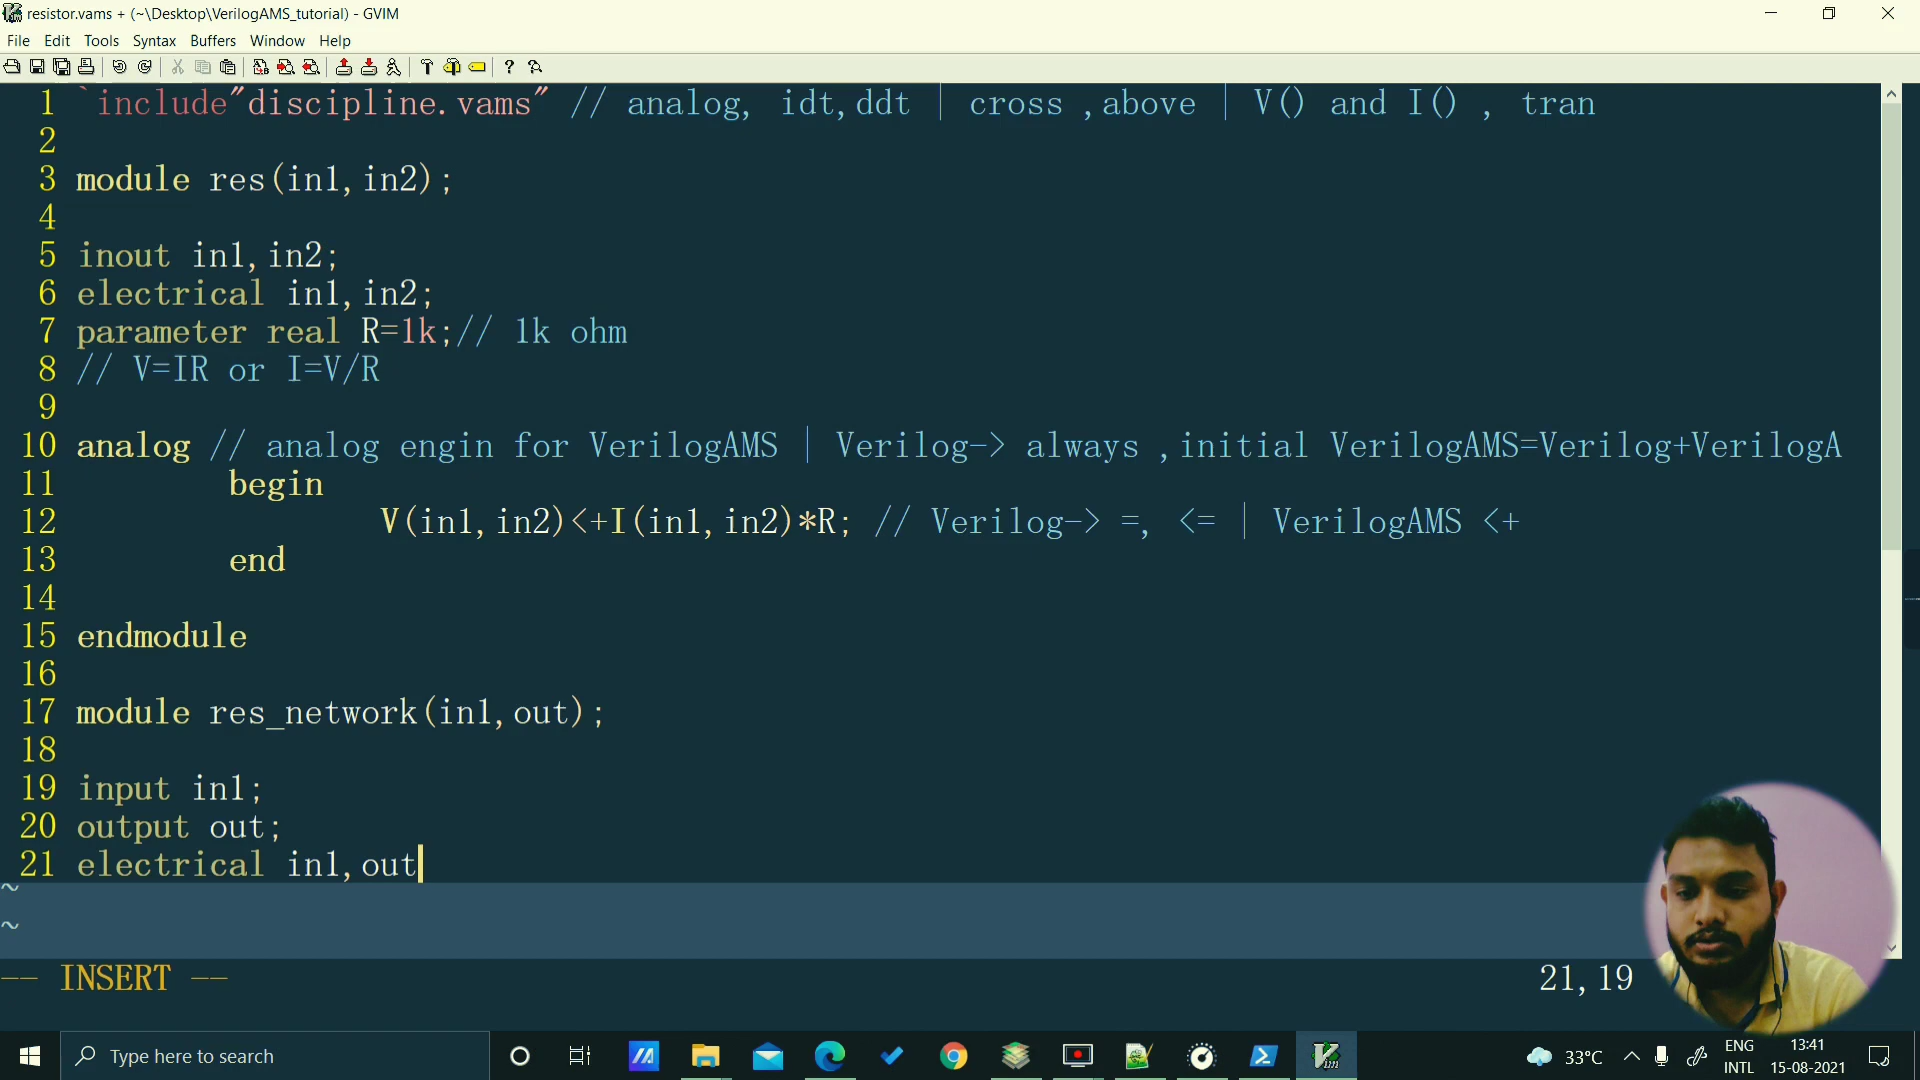 resistor.vams + (~\Desktop\VerilogAMS_tutorial) - GVIM
File Edit Tools Syntax Buffers Window Help
1 `include"discipline.vams" // analog, idt,ddt | cross ,above | V() and I() , tran
2
3 module res(in1,in2);
4
5 inout in1,in2;
6 electrical in1,in2;
7 parameter real R=1k;// 1k ohm
8 // V=IR or I=V/R
9
10 analog // analog engin for VerilogAMS | Verilog-> always ,initial VerilogAMS=Verilog+VerilogA
11 begin
12 V(in1,in2)<+I(in1,in2)*R; // Verilog-> =, <= | VerilogAMS <+
13 end
14
15 endmodule
16
17 module res_network(in1,out);
18
19 input in1;
20 output out;
21 electrical in1,out
~
~
-- INSERT -- 21,19
Type here to search
33°C
ENG
INTL
13:41
15-08-2021